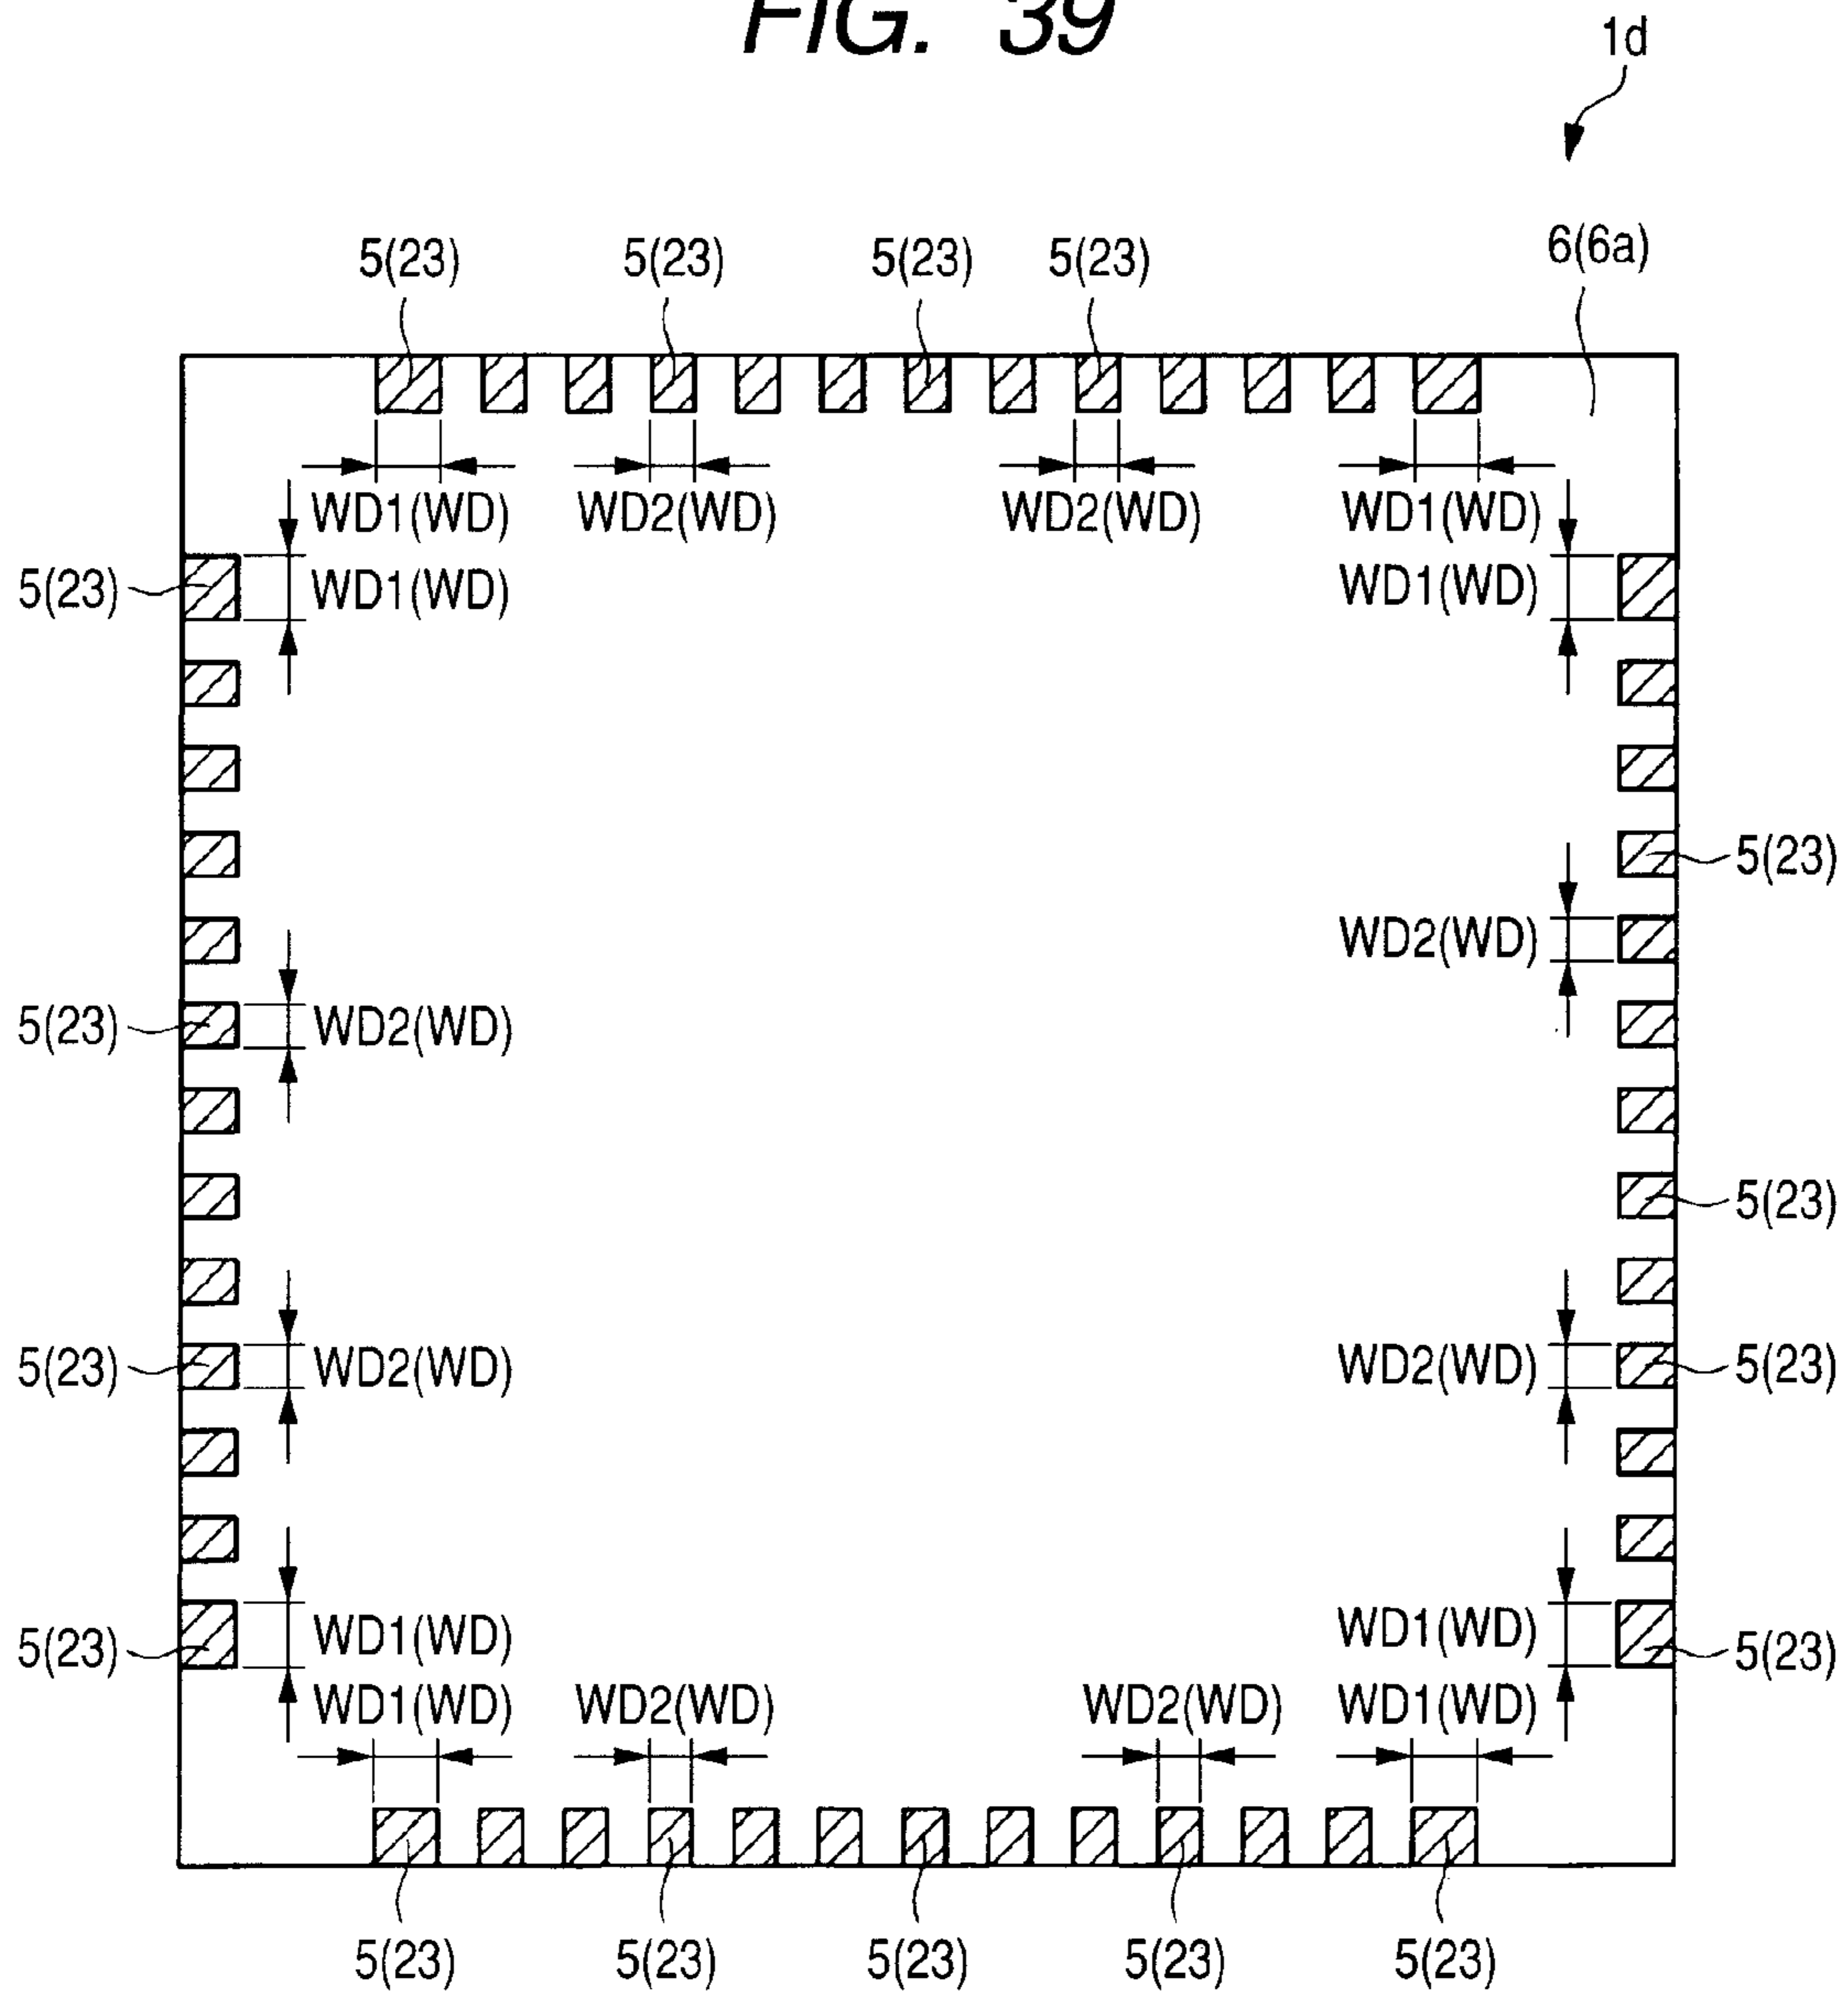 FIG. 39
1d
5(23) 5(23) 5(23) 5(23) 6(6a)
WD1(WD) WD2(WD) WD2(WD) WD1(WD)
5(23) WD1(WD) WD1(WD)
5(23)
WD2(WD)
5(23) WD2(WD)
5(23)
5(23) WD2(WD) WD2(WD) 5(23)
5(23) WD1(WD) WD1(WD) 5(23)
WD1(WD) WD2(WD) WD2(WD) WD1(WD)
5(23) 5(23) 5(23) 5(23) 5(23)